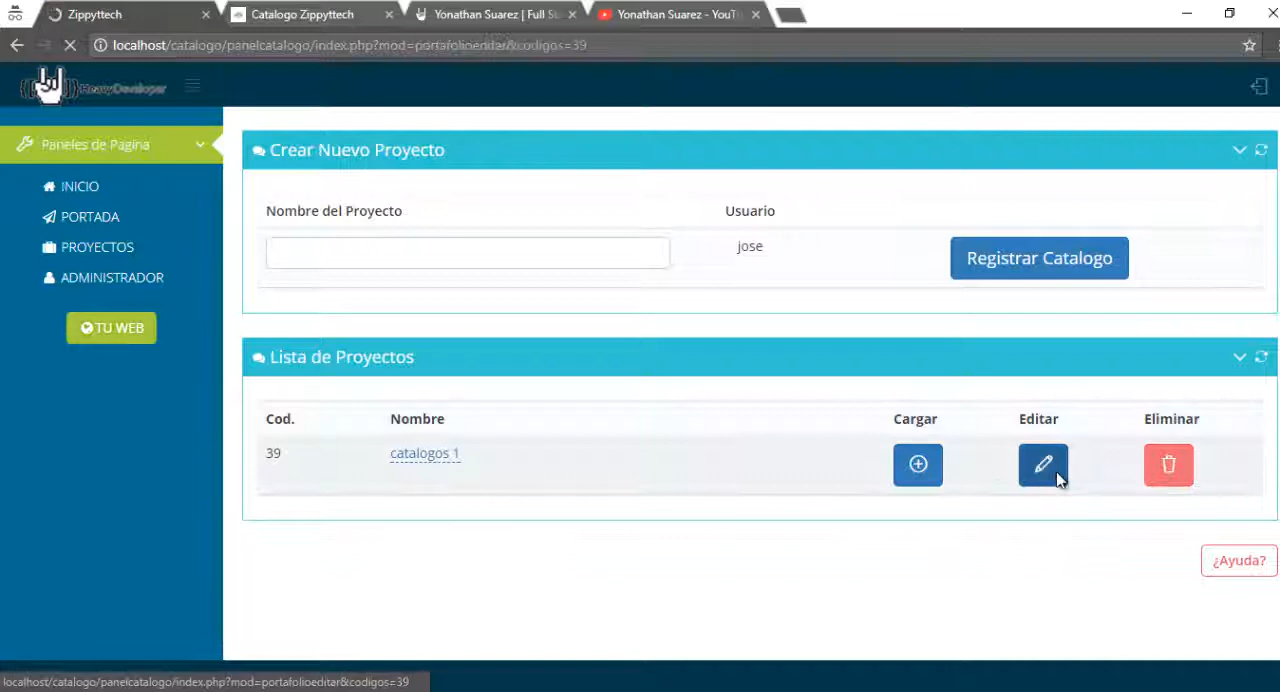 Zippyttech
Catalogo Zippyttech
Yonathan Suarez | Full St
Yonathan Suarez - YouTu
localhost/catalogo/panelcatalogo/index.php?mod=portafolioeditar&codigos=39
HeavyDeveloper
Paneles de Pagina
INICIO
PORTADA
PROYECTOS
ADMINISTRADOR
TU WEB
Crear Nuevo Proyecto
Nombre del Proyecto
Usuario
jose
Registrar Catalogo
Lista de Proyectos
Cod. Nombre Cargar Editar Eliminar
39 catalogos 1
¿Ayuda?
localhost/catalogo/panelcatalogo/index.php?mod=portafolioeditar&codigos=39